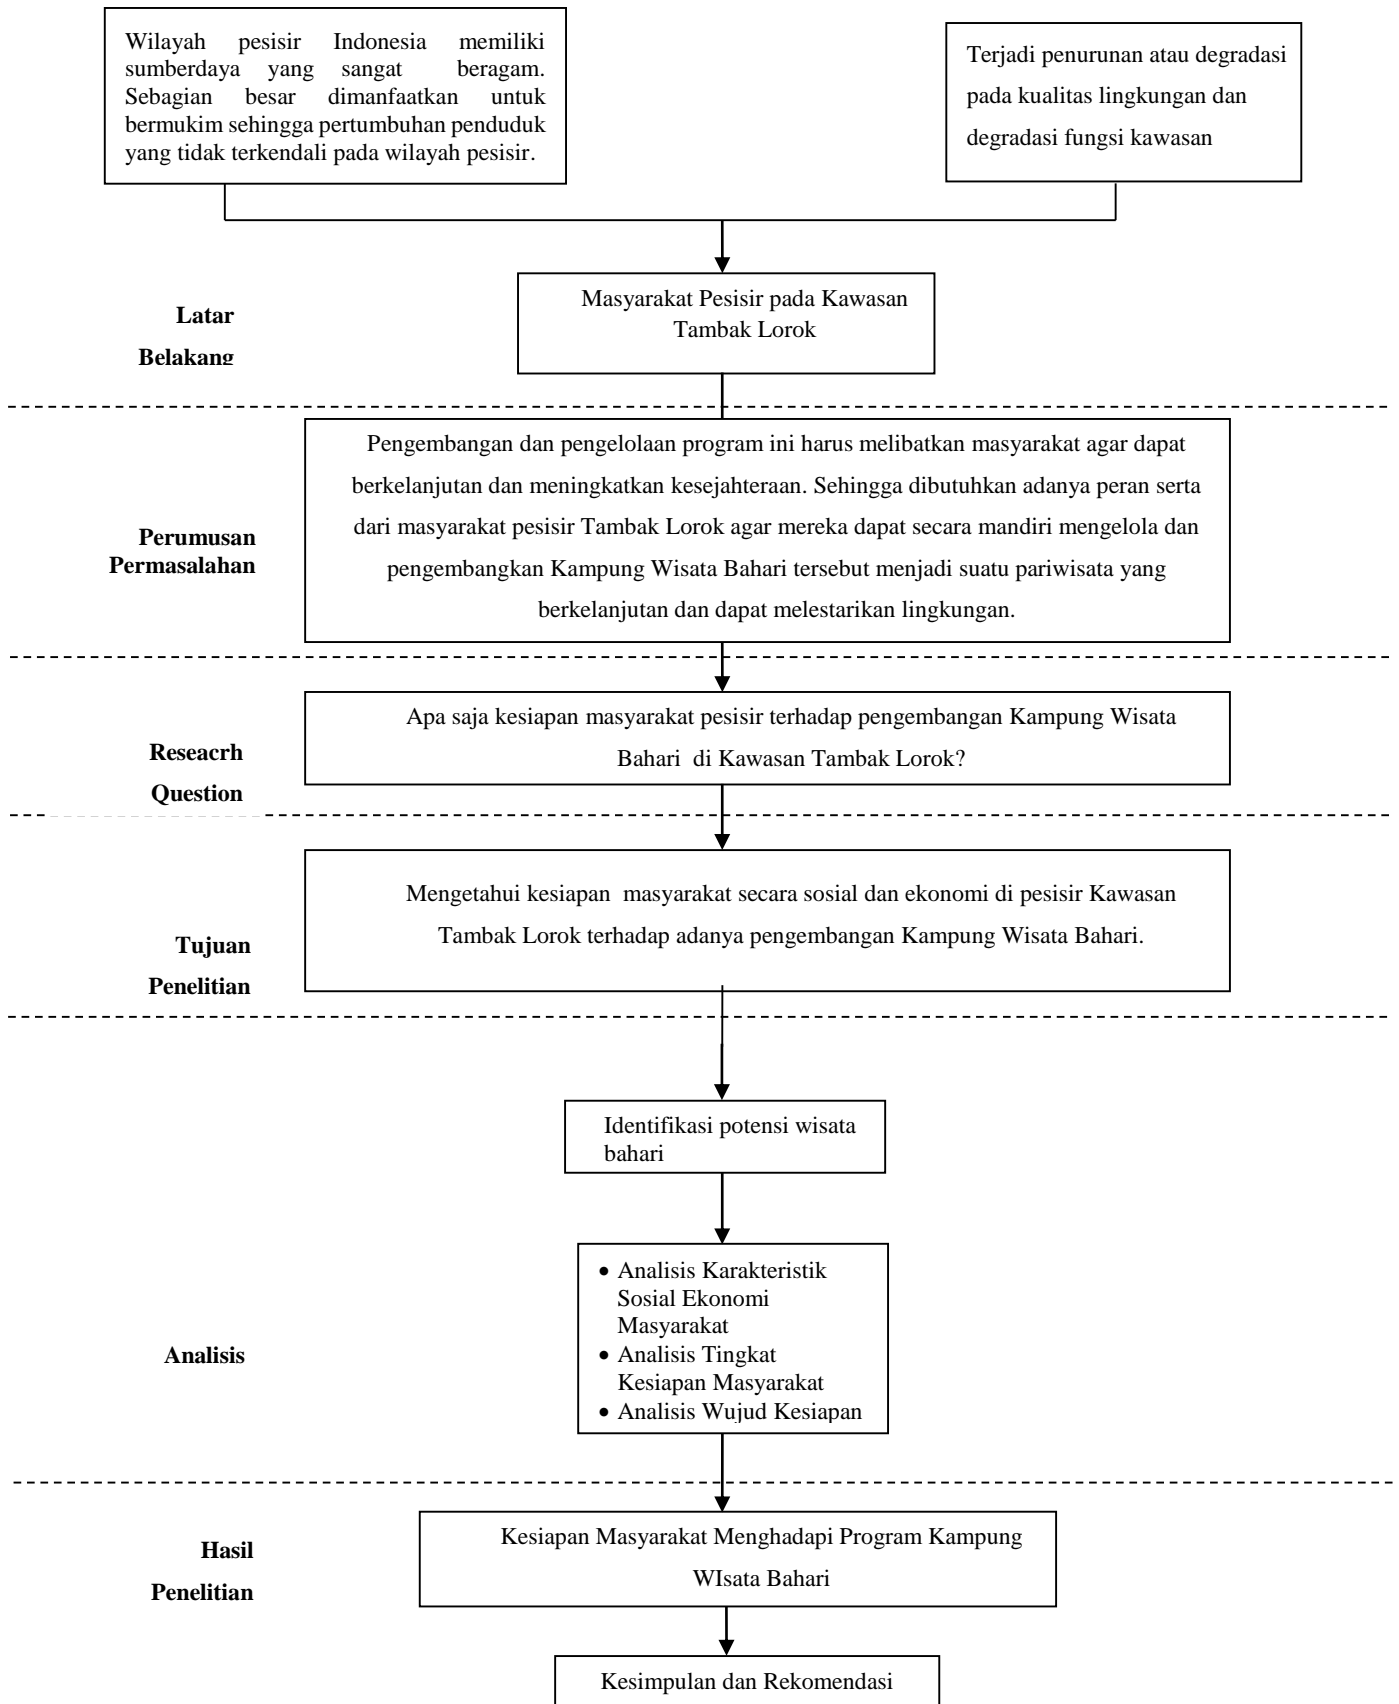 Wilayah pesisir Indonesia memiliki
sumberdaya yang sangat beragam.
Sebagian besar dimanfaatkan untuk
bermukim sehingga pertumbuhan penduduk
yang tidak terkendali pada wilayah pesisir.
Terjadi penurunan atau degradasi
pada kualitas lingkungan dan
degradasi fungsi kawasan
Latar
Belakang
Masyarakat Pesisir pada Kawasan
Tambak Lorok
Perumusan
Permasalahan
Pengembangan dan pengelolaan program ini harus melibatkan masyarakat agar dapat
berkelanjutan dan meningkatkan kesejahteraan. Sehingga dibutuhkan adanya peran serta
dari masyarakat pesisir Tambak Lorok agar mereka dapat secara mandiri mengelola dan
pengembangkan Kampung Wisata Bahari tersebut menjadi suatu pariwisata yang
berkelanjutan dan dapat melestarikan lingkungan.
Reseacrh
Question
Apa saja kesiapan masyarakat pesisir terhadap pengembangan Kampung Wisata
Bahari di Kawasan Tambak Lorok?
Tujuan
Penelitian
Mengetahui kesiapan masyarakat secara sosial dan ekonomi di pesisir Kawasan
Tambak Lorok terhadap adanya pengembangan Kampung Wisata Bahari.
Identifikasi potensi wisata
bahari
Analisis
• Analisis Karakteristik
Sosial Ekonomi
Masyarakat
• Analisis Tingkat
Kesiapan Masyarakat
• Analisis Wujud Kesiapan
Hasil
Penelitian
Kesiapan Masyarakat Menghadapi Program Kampung
WIsata Bahari
Kesimpulan dan Rekomendasi